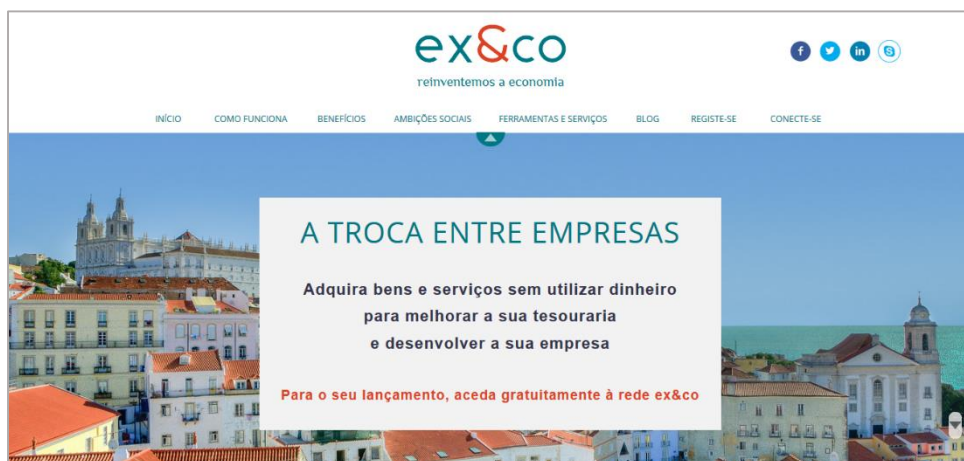 ex&co
reinventemos a economia
INÍCIO COMO FUNCIONA BENEFÍCIOS AMBIÇÕES SOCIAIS FERRAMENTAS E SERVIÇOS BLOG REGISTE-SE CONECTE-SE
A TROCA ENTRE EMPRESAS
Adquira bens e serviços sem utilizar dinheiro
para melhorar a sua tesouraria
e desenvolver a sua empresa
Para o seu lançamento, aceda gratuitamente à rede ex&co